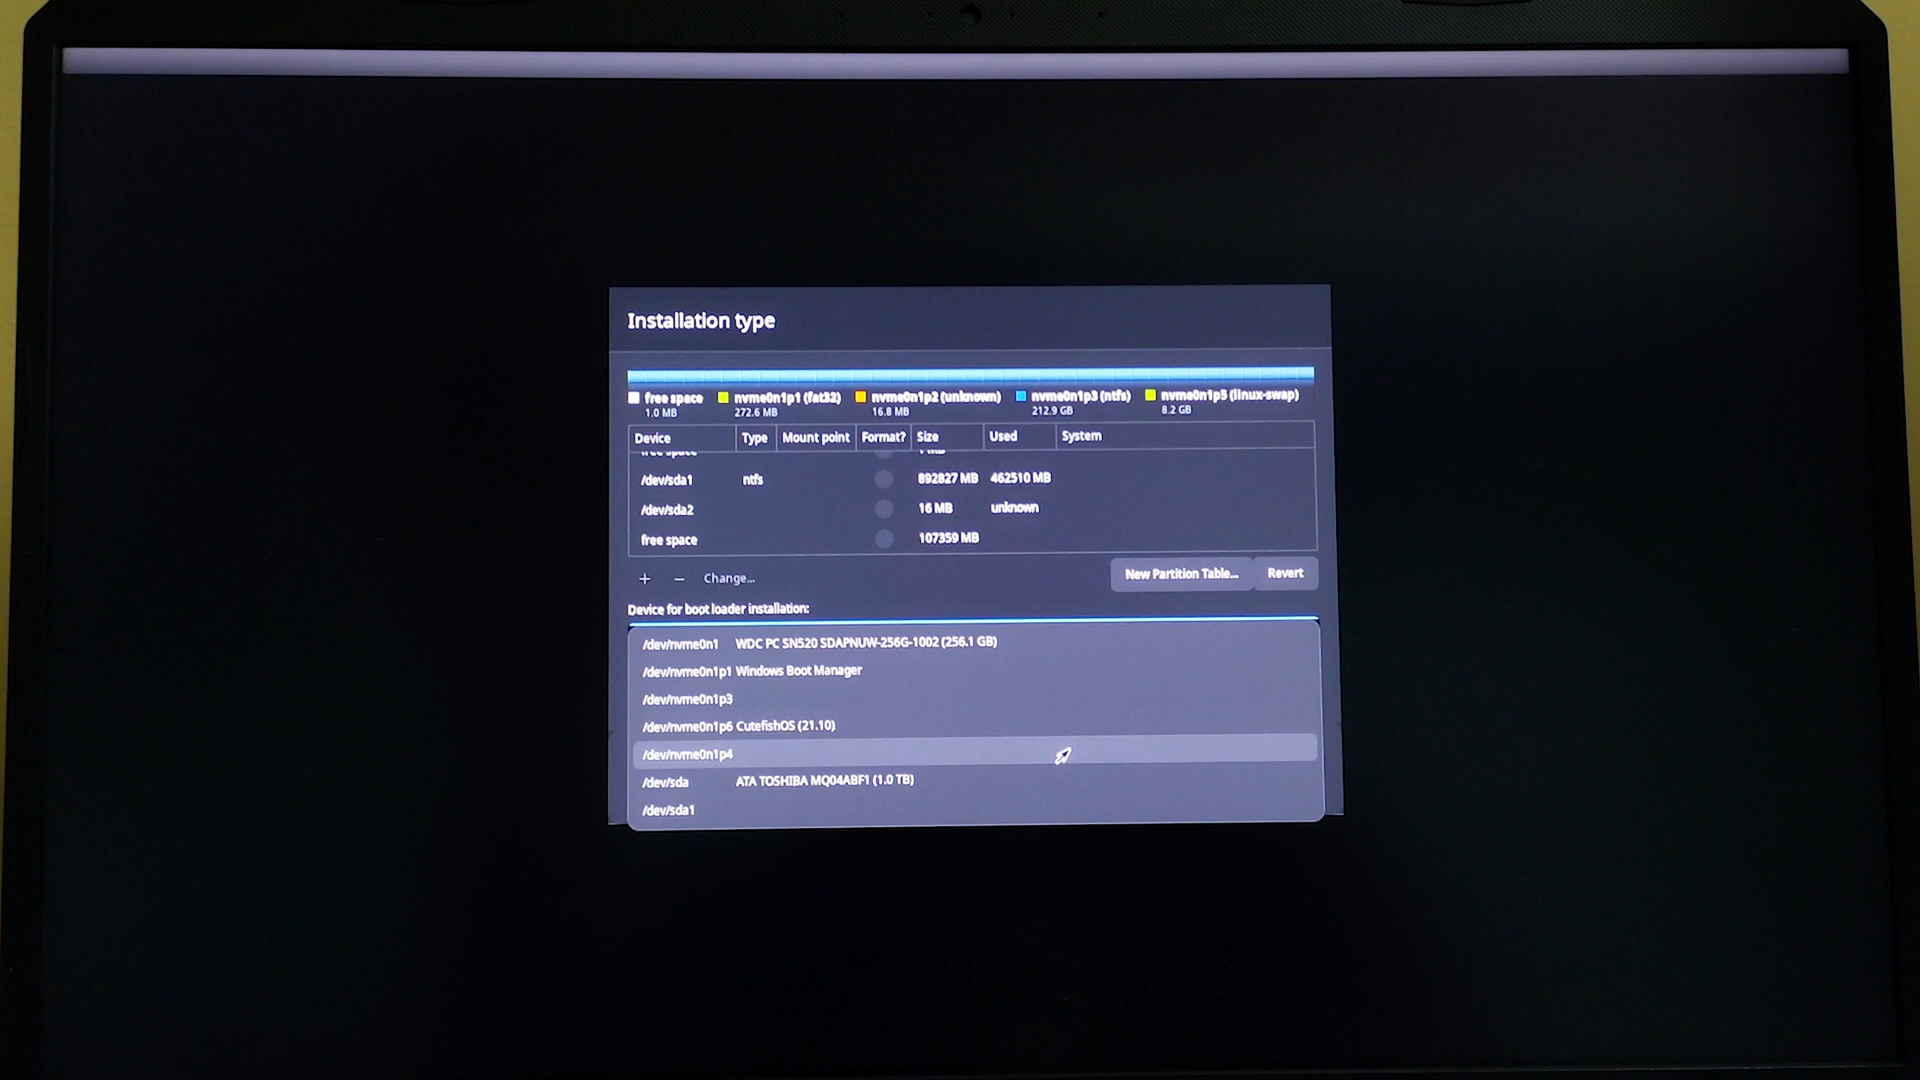 Installation type
free space nvme0n1p1 (fat32) nvme0n1p2 (unknown) nvme0n1p3 (ntfs) nvme0n1p5 (linux-swap)
1.0 MB 272.6 MB 16.8 MB 212.9 GB 8.2 GB
Device Type Mount point Format? Size Used System
free space 1 MB
/dev/sda1 ntfs 892827 MB 462510 MB
/dev/sda2 16 MB unknown
free space 107359 MB
+ − Change... New Partition Table... Revert
Device for boot loader installation:
/dev/nvme0n1 WDC PC SN520 SDAPNUW-256G-1002 (256.1 GB)
/dev/nvme0n1p1 Windows Boot Manager
/dev/nvme0n1p3
/dev/nvme0n1p6 CutefishOS (21.10)
/dev/nvme0n1p4
/dev/sda ATA TOSHIBA MQ04ABF1 (1.0 TB)
/dev/sda1